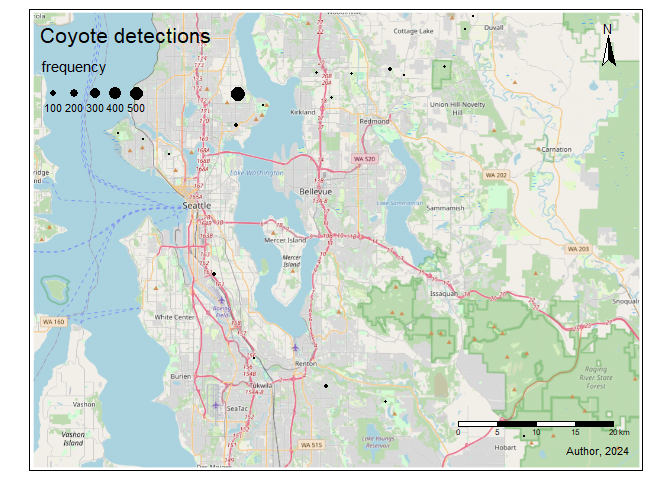 Coyote detections
frequency
100 200 300 400 500
N
Cottage Lake
Duvall
Union Hill-Novelty
Hill
Kirkland
Redmond
Carnation
WA 520
WA 202
Lake Washington
Bellevue
Lake Sammamish
Sammamish
Seattle
Mercer Island
Mercer
Island
WA 203
Issaquah
Snoquair
WA 160
White Center
Boeing
Field
Renton
Burien
Tukwila
Raging
River State
Forest
Vashon
SeaTac
Vashon
Island
WA 515
Lake Youngs
Reservoir
Hobart
0 5 10 15 20 km
Author, 2024